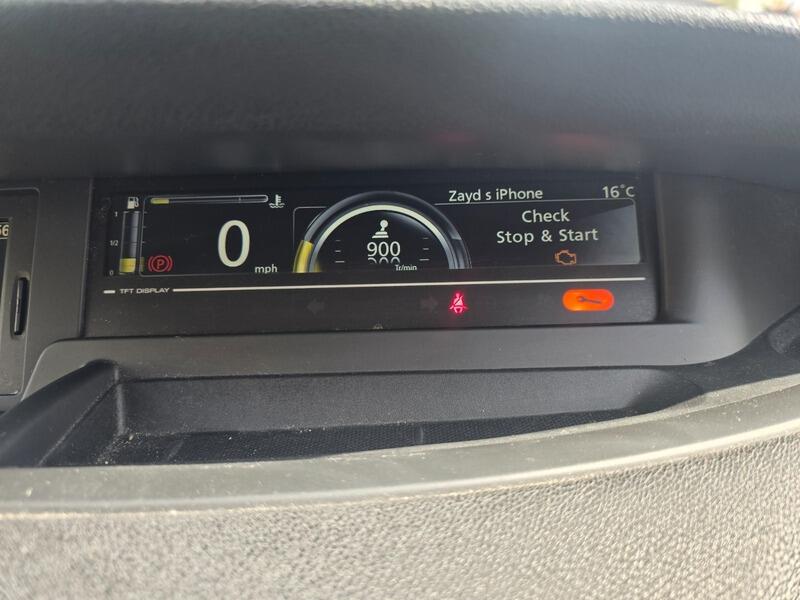 Zayd s iPhone
16°C
Check
Stop & Start
1
1/2
0
P
0
mph
900
Tr/min
TFT DISPLAY